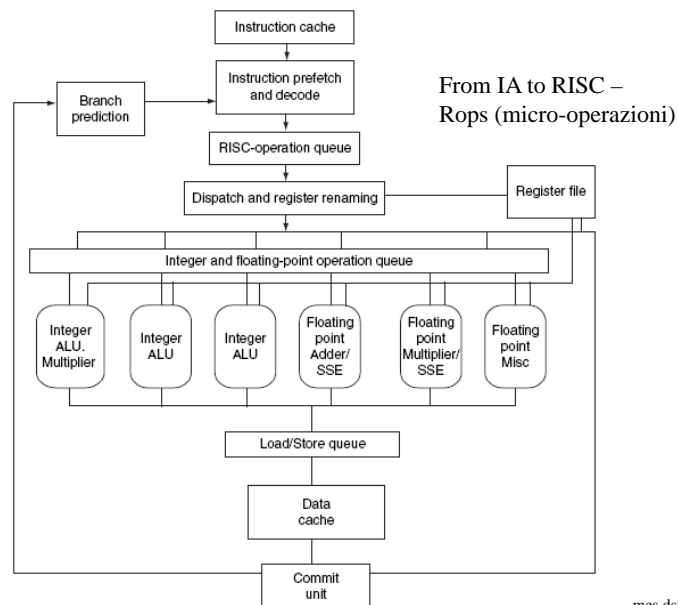 Instruction cache
Instruction prefetch
and decode
Branch
prediction
From IA to RISC –
Rops (micro-operazioni)
RISC-operation queue
Dispatch and register renaming
Register file
Integer and floating-point operation queue
Integer
ALU.
Multiplier
Integer
ALU
Integer
ALU
Floating
point
Adder/
SSE
Floating
point
Multiplier/
SSE
Floating
point
Misc
Load/Store queue
Data
cache
Commit
unit